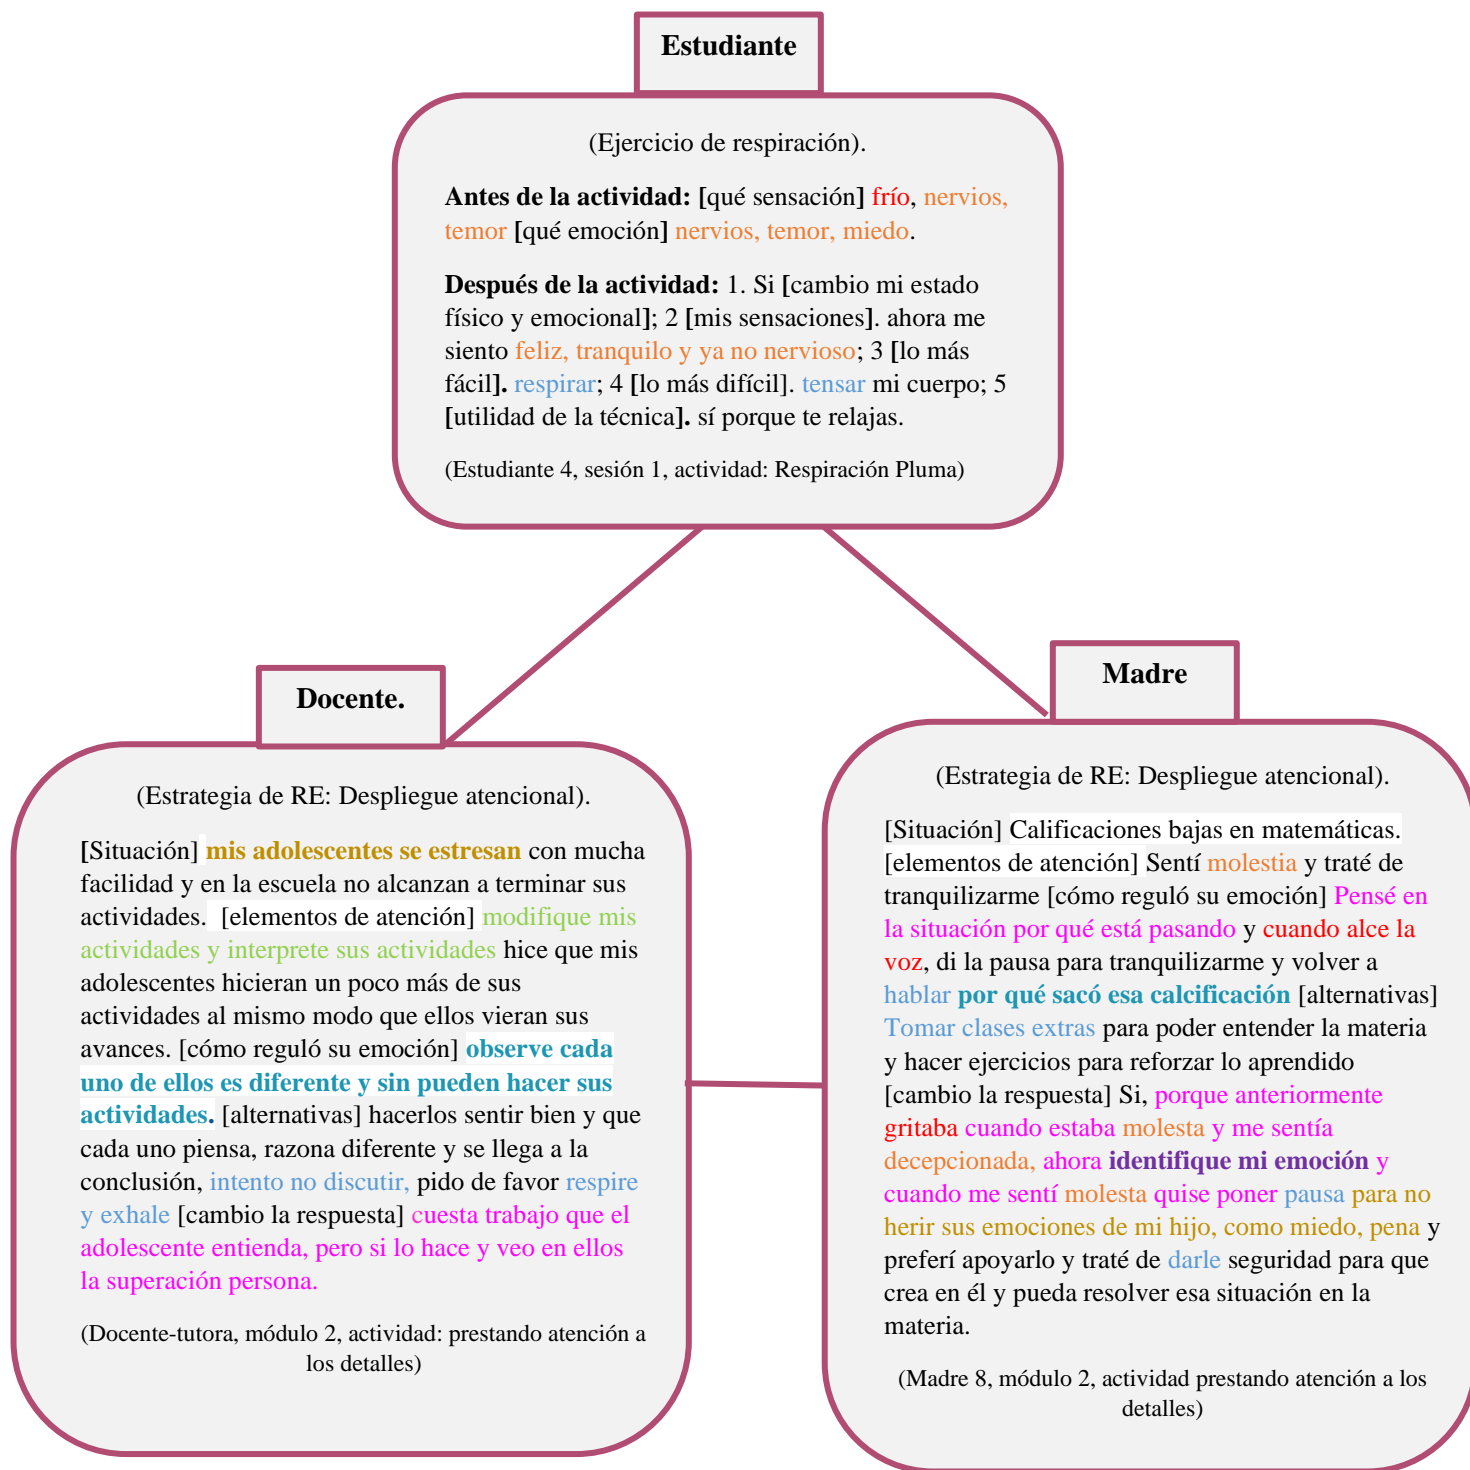 Estudiante
(Ejercicio de respiración).
Antes de la actividad: [qué sensación] frío, nervios,
temor [qué emoción] nervios, temor, miedo.
Después de la actividad: 1. Si [cambio mi estado
físico y emocional]; 2 [mis sensaciones]. ahora me
siento feliz, tranquilo y ya no nervioso; 3 [lo más
fácil]. respirar; 4 [lo más difícil]. tensar mi cuerpo; 5
[utilidad de la técnica]. sí porque te relajas.
(Estudiante 4, sesión 1, actividad: Respiración Pluma)
Docente.
(Estrategia de RE: Despliegue atencional).
[Situación] mis adolescentes se estresan con mucha
facilidad y en la escuela no alcanzan a terminar sus
actividades. [elementos de atención] modifique mis
actividades y interprete sus actividades hice que mis
adolescentes hicieran un poco más de sus
actividades al mismo modo que ellos vieran sus
avances. [cómo reguló su emoción] observe cada
uno de ellos es diferente y sin pueden hacer sus
actividades. [alternativas] hacerlos sentir bien y que
cada uno piensa, razona diferente y se llega a la
conclusión, intento no discutir, pido de favor respire
y exhale [cambio la respuesta] cuesta trabajo que el
adolescente entienda, pero si lo hace y veo en ellos
la superación persona.
(Docente-tutora, módulo 2, actividad: prestando atención a
los detalles)
Madre
(Estrategia de RE: Despliegue atencional).
[Situación] Calificaciones bajas en matemáticas.
[elementos de atención] Sentí molestia y traté de
tranquilizarme [cómo reguló su emoción] Pensé en
la situación por qué está pasando y cuando alce la
voz, di la pausa para tranquilizarme y volver a
hablar por qué sacó esa calcificación [alternativas]
Tomar clases extras para poder entender la materia
y hacer ejercicios para reforzar lo aprendido
[cambio la respuesta] Si, porque anteriormente
gritaba cuando estaba molesta y me sentía
decepcionada, ahora identifique mi emoción y
cuando me sentí molesta quise poner pausa para no
herir sus emociones de mi hijo, como miedo, pena y
preferí apoyarlo y traté de darle seguridad para que
crea en él y pueda resolver esa situación en la
materia.
(Madre 8, módulo 2, actividad prestando atención a los
detalles)